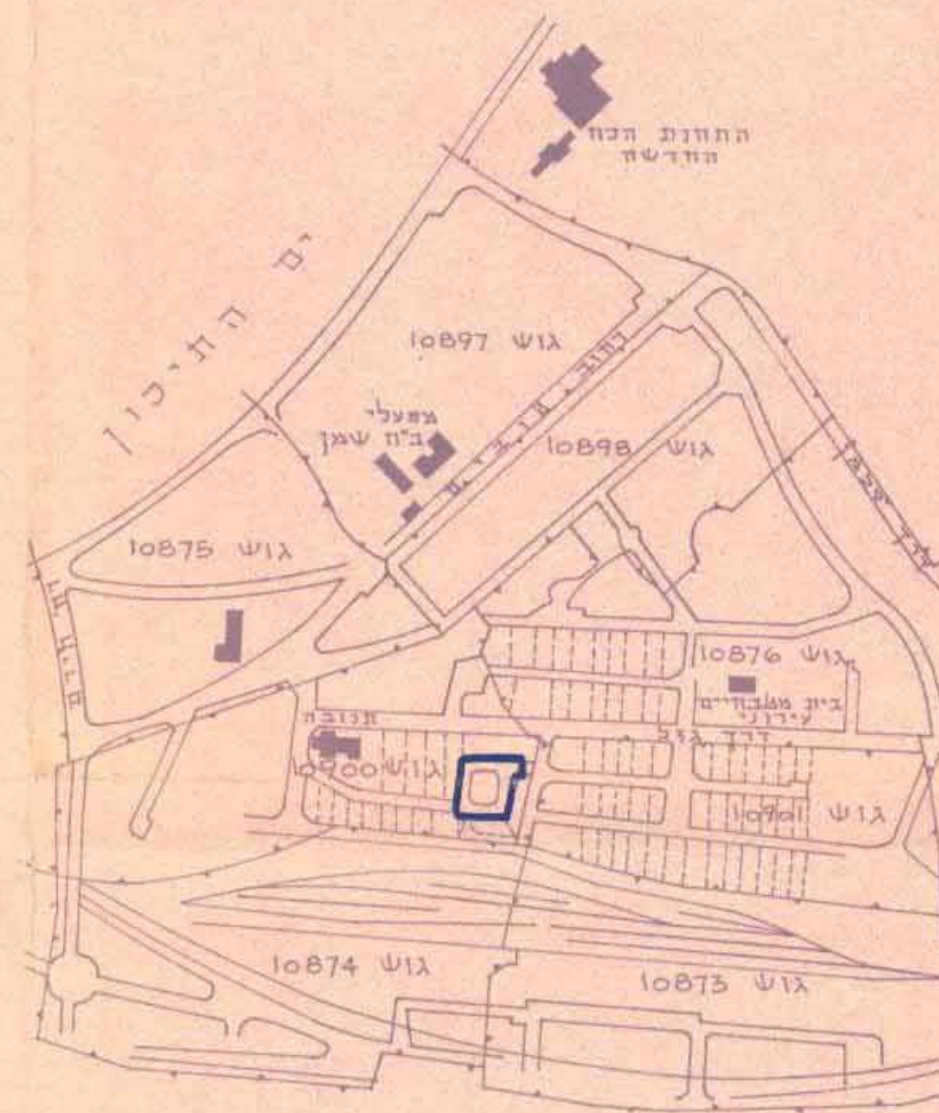 התחנת הכח
החדשה
ים התיכון
גוש 10897
מפעלי
ב"ח שמן
גוש 10898
גוש 10875
גוש 10876
בית מטבחיים
עירוני
תנובה
גוש 10900
גוש 10901
גוש 10874
גוש 10873